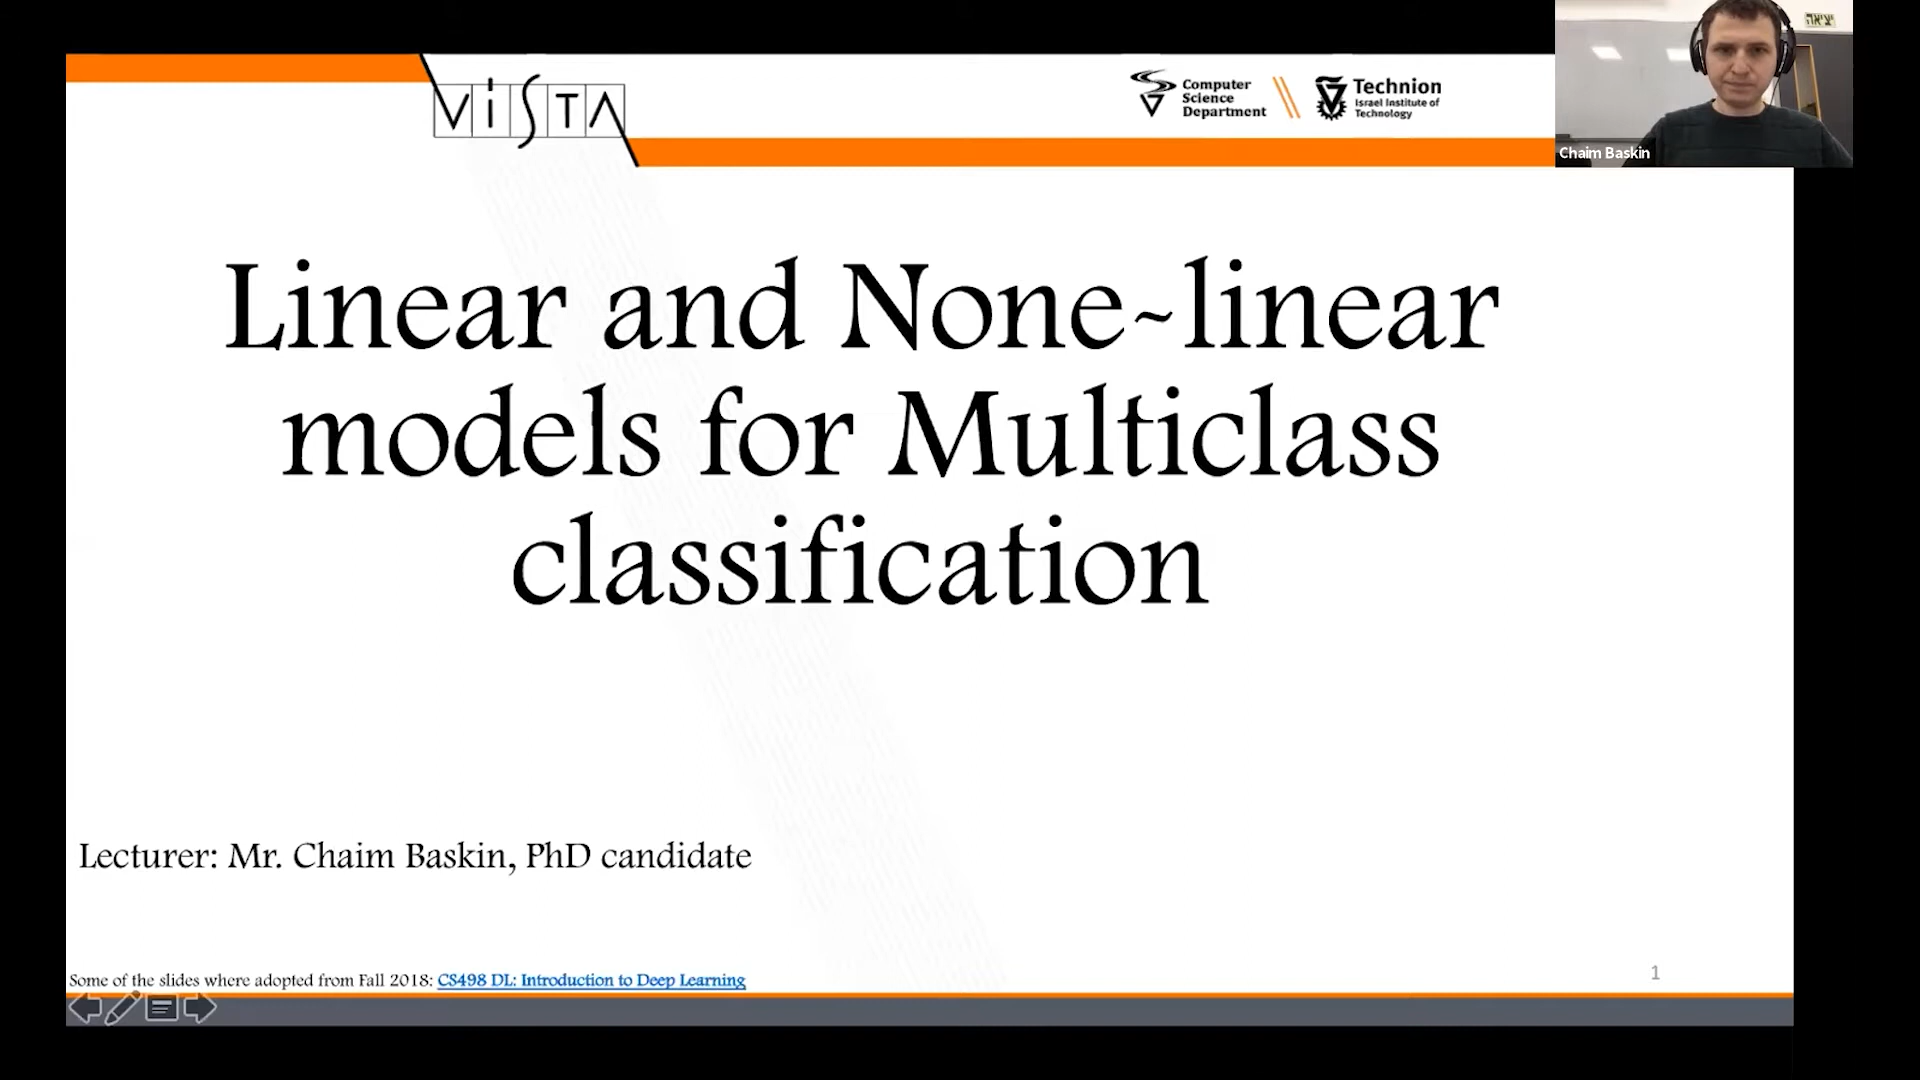 VISTA
Computer
Science
Department
Technion
Israel Institute of
Technology
יציאה
Chaim Baskin
Linear and None-linear
models for Multiclass
classification
Lecturer: Mr. Chaim Baskin, PhD candidate
Some of the slides where adopted from Fall 2018: CS498 DL: Introduction to Deep Learning
1